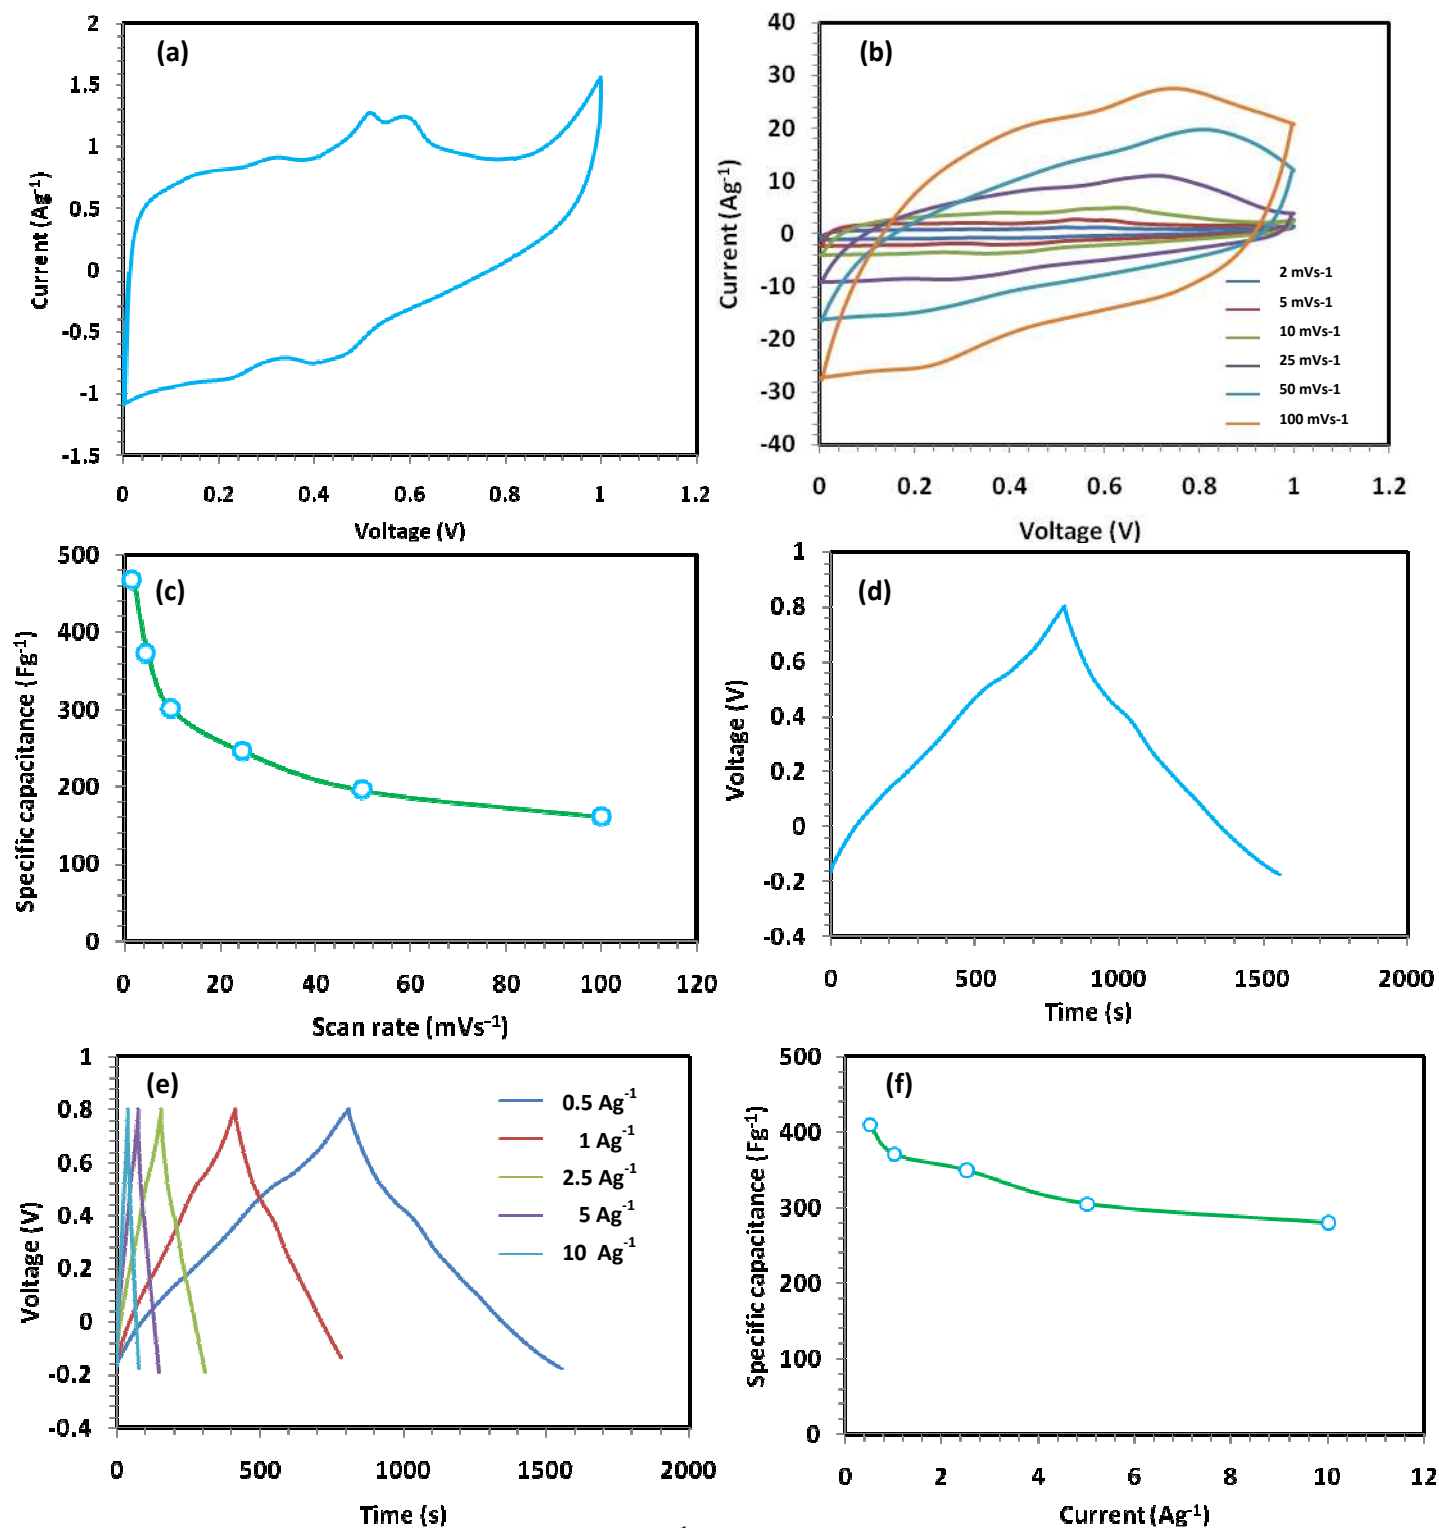 (a)
2
1.5
1
0.5
0
-0.5
-1
-1.5
Current (Ag-1)
0 0.2 0.4 0.6 0.8 1 1.2
Voltage (V)
(b)
40
30
20
10
0
-10
-20
-30
-40
Current (Ag-1)
2 mVs-1
5 mVs-1
10 mVs-1
25 mVs-1
50 mVs-1
100 mVs-1
0 0.2 0.4 0.6 0.8 1 1.2
Voltage (V)
(c)
500
400
300
200
100
0
Specific capacitance (Fg-1)
0 20 40 60 80 100 120
Scan rate (mVs-1)
(d)
1
0.8
0.6
0.4
0.2
0
-0.2
-0.4
Voltage (V)
0 500 1000 1500 2000
Time (s)
(e)
1
0.8
0.6
0.4
0.2
0
-0.2
-0.4
Voltage (V)
0.5 Ag-1
1 Ag-1
2.5 Ag-1
5 Ag-1
10 Ag-1
0 500 1000 1500 2000
Time (s)
(f)
500
400
300
200
100
0
Specific capacitance (Fg-1)
0 2 4 6 8 10 12
Current (Ag-1)